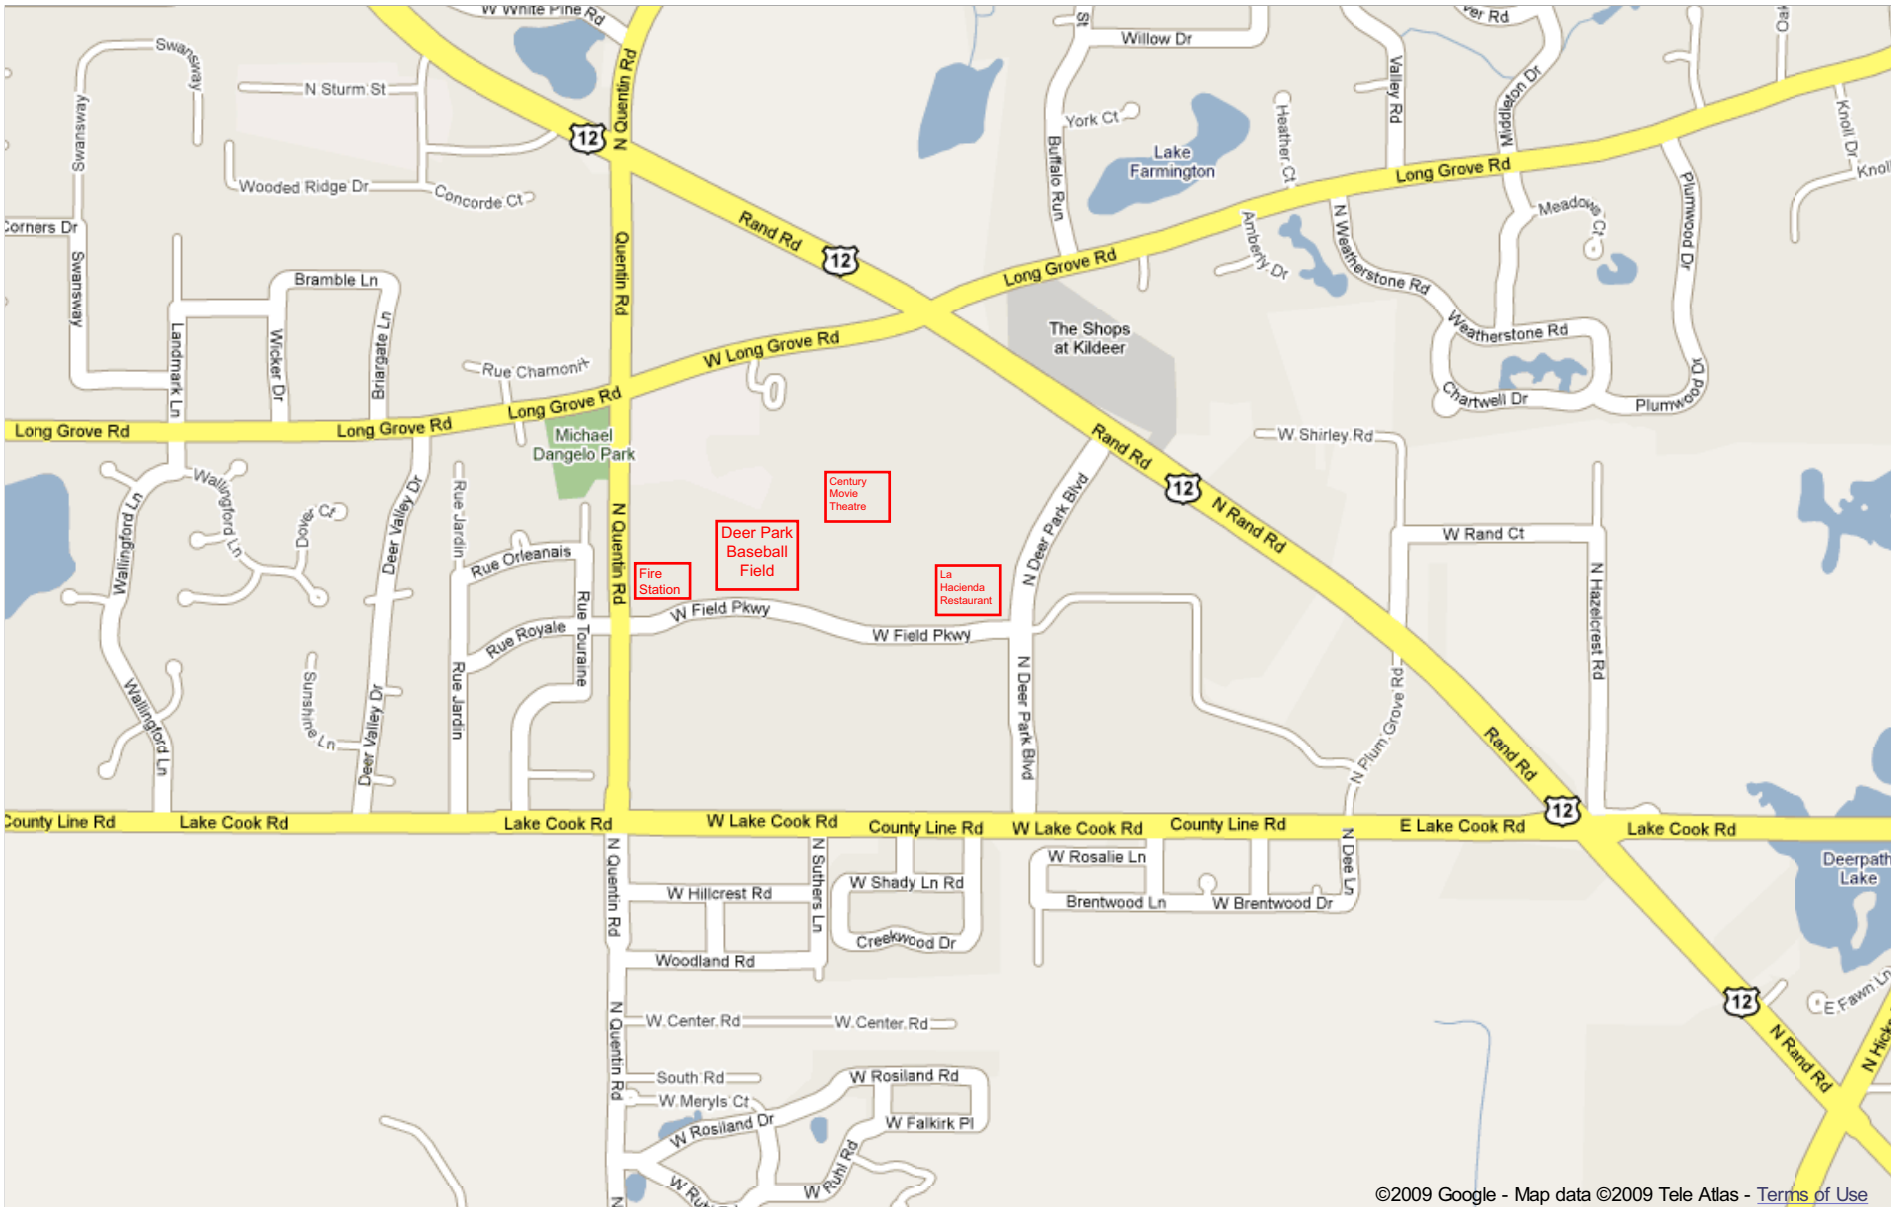 W White Pine Rd
St
Willow Dr
ver Rd
Oak
Swansway
N Quentin Rd
Valley Rd
Middleton Dr
N Sturm St
Swansway
12
York Ct
Heather Ct
Knoll Dr
Lake
Farmington
Buffalo Run
Long Grove Rd
Knoll
Wooded Ridge Dr
Concorde Ct
Plumwood Dr
Meadows Ct
Corners Dr
Rand Rd
Amberly Dr
N Weatherstone Rd
Swansway
Quentin Rd
12
Long Grove Rd
Bramble Ln
Landmark Ln
Wicker Dr
Briargate Ln
W Long Grove Rd
The Shops
at Kildeer
Weatherstone Rd
Rue Chamonix
Chartwell Dr
Plumwood Dr
Long Grove Rd
Long Grove Rd
Long Grove Rd
Michael
Dangelo Park
Rand Rd
W Shirley Rd
Wallingford Ln
Wallingford Ln
Dover Ct
Deer Valley Dr
Rue Jardin
N Quentin Rd
Century
Movie
Theatre
N Deer Park Blvd
12
N Rand Rd
W Rand Ct
Deer Park
Baseball
Field
Rue Orleanais
Fire
Station
La
Hacienda
Restaurant
N Hazelcrest Rd
Rue Touraine
W Field Pkwy
W Field Pkwy
Rue Royale
Sunshine Ln
Wallingford Ln
Deer Valley Dr
Rue Jardin
N Deer Park Blvd
N Plum Grove Rd
Rand Rd
12
County Line Rd
Lake Cook Rd
Lake Cook Rd
W Lake Cook Rd
County Line Rd
W Lake Cook Rd
County Line Rd
E Lake Cook Rd
Lake Cook Rd
N Quentin Rd
N Suthers Ln
W Rosalie Ln
N Dee Ln
Deerpath
Lake
W Hillcrest Rd
W Shady Ln Rd
Brentwood Ln
W Brentwood Dr
Creekwood Dr
Woodland Rd
12
E Fawn Ln
N Quentin Rd
W Center Rd
W Center Rd
N Rand Rd
N Hick
South Rd
W Rosiland Rd
W Meryls Ct
W Rosiland Dr
W Falkirk Pl
W Ruhl Rd
W Ruh
N
©2009 Google - Map data ©2009 Tele Atlas - Terms of Use